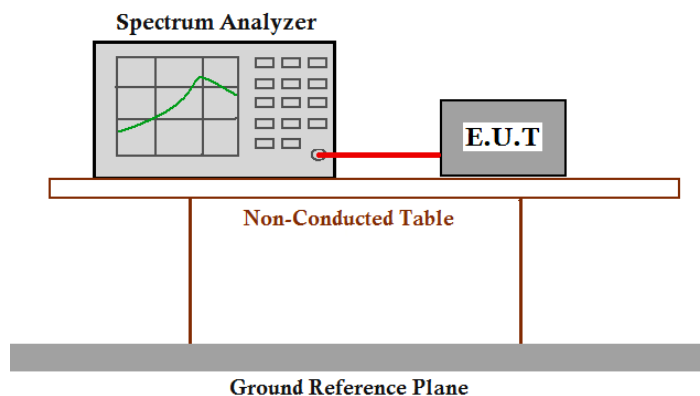 Spectrum Analyzer
E.U.T
Non-Conducted Table
Ground Reference Plane